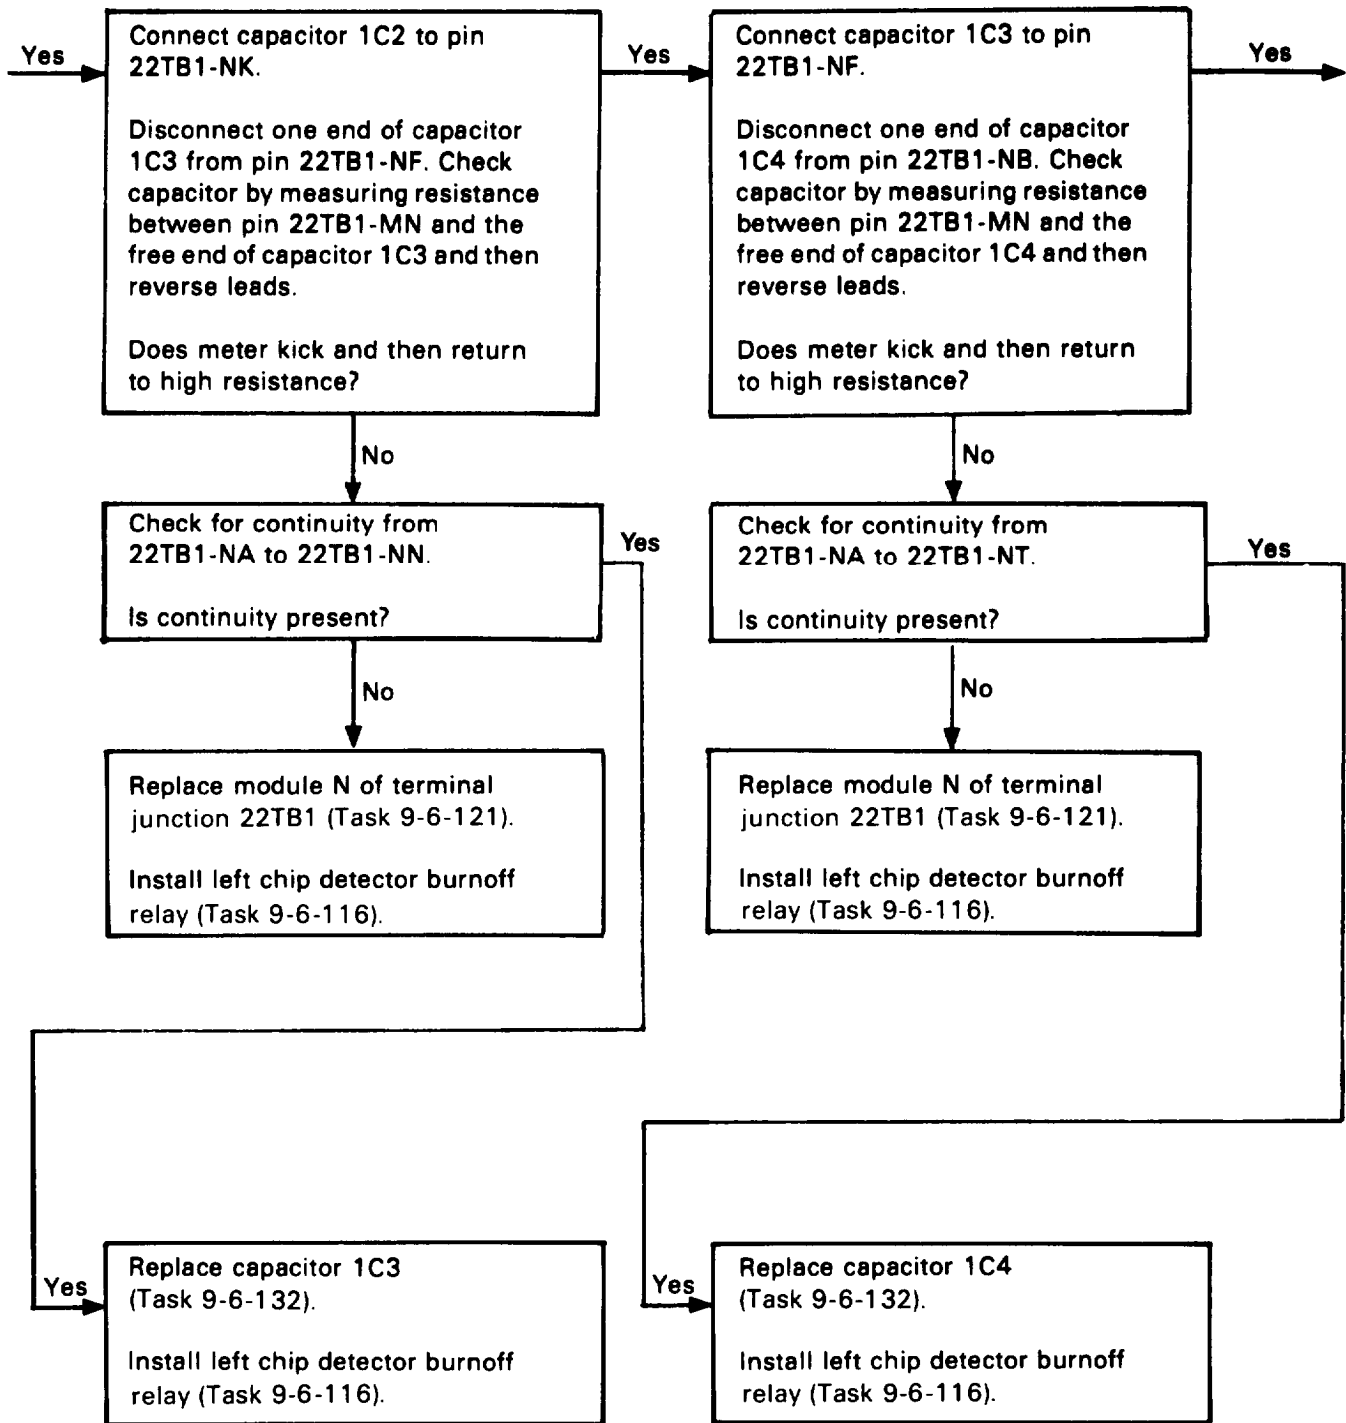 Yes
Connect capacitor 1C2 to pin
22TB1-NK.
Disconnect one end of capacitor
1C3 from pin 22TB1-NF. Check
capacitor by measuring resistance
between pin 22TB1-MN and the
free end of capacitor 1C3 and then
reverse leads.
Does meter kick and then return
to high resistance?
Yes
Connect capacitor 1C3 to pin
22TB1-NF.
Disconnect one end of capacitor
1C4 from pin 22TB1-NB. Check
capacitor by measuring resistance
between pin 22TB1-MN and the
free end of capacitor 1C4 and then
reverse leads.
Does meter kick and then return
to high resistance?
Yes
No
No
Check for continuity from
22TB1-NA to 22TB1-NN.
Is continuity present?
Yes
Check for continuity from
22TB1-NA to 22TB1-NT.
Is continuity present?
Yes
No
No
Replace module N of terminal
junction 22TB1 (Task 9-6-121).
Install left chip detector burnoff
relay (Task 9-6-116).
Replace module N of terminal
junction 22TB1 (Task 9-6-121).
Install left chip detector burnoff
relay (Task 9-6-116).
Yes
Replace capacitor 1C3
(Task 9-6-132).
Install left chip detector burnoff
relay (Task 9-6-116).
Yes
Replace capacitor 1C4
(Task 9-6-132).
Install left chip detector burnoff
relay (Task 9-6-116).